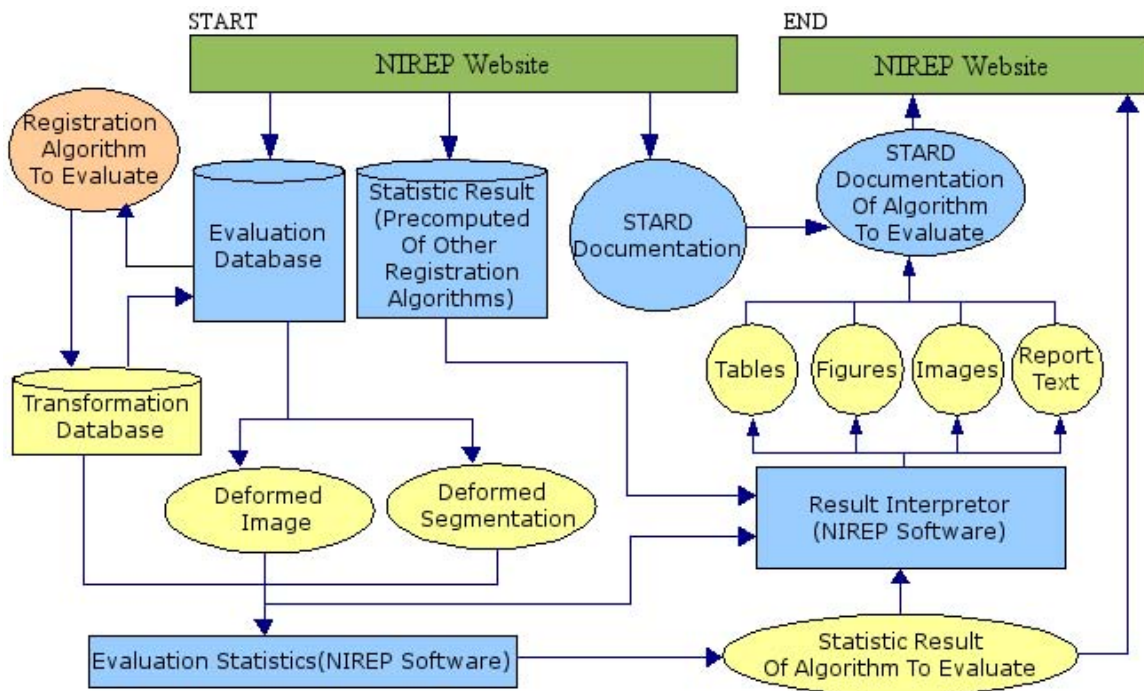 START
END
NIREP Website
NIREP Website
Registration
Algorithm
To Evaluate
Evaluation
Database
Statistic Result
(Precomputed
Of Other
Registration
Algorithms)
STARD
Documentation
STARD
Documentation
Of Algorithm
To Evaluate
Transformation
Database
Tables
Figures
Images
Report
Text
Deformed
Image
Deformed
Segmentation
Result Interpretor
(NIREP Software)
Evaluation Statistics(NIREP Software)
Statistic Result
Of Algorithm To Evaluate